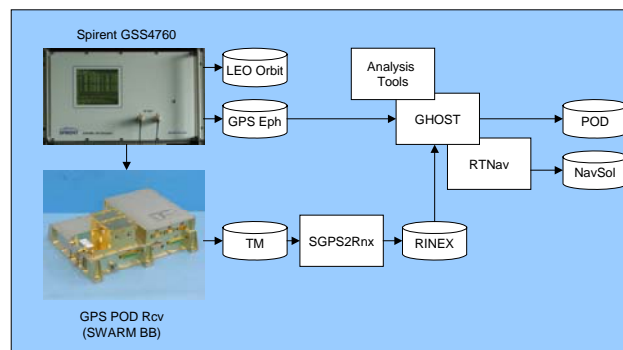 Spirent GSS4760
LEO Orbit
Analysis
Tools
GPS Eph
GHOST
POD
RTNav
NavSol
TM
SGPS2Rnx
RINEX
GPS POD Rcv
(SWARM BB)